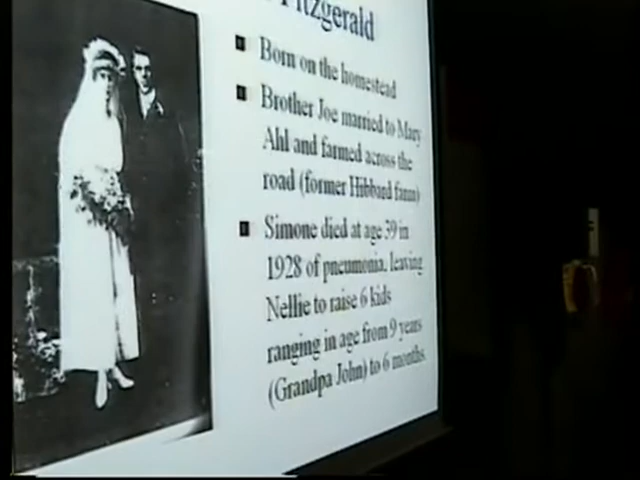 Fitzgerald
Born on the homestead
Brother Joe married to Mary
Ahl and farmed across the
road (former Hibbard farm)
Simone died at age 39 in
1928 of pneumonia, leaving
Nellie to raise 6 kids
ranging in age from 9 years
(Grandpa John) to 6 months.